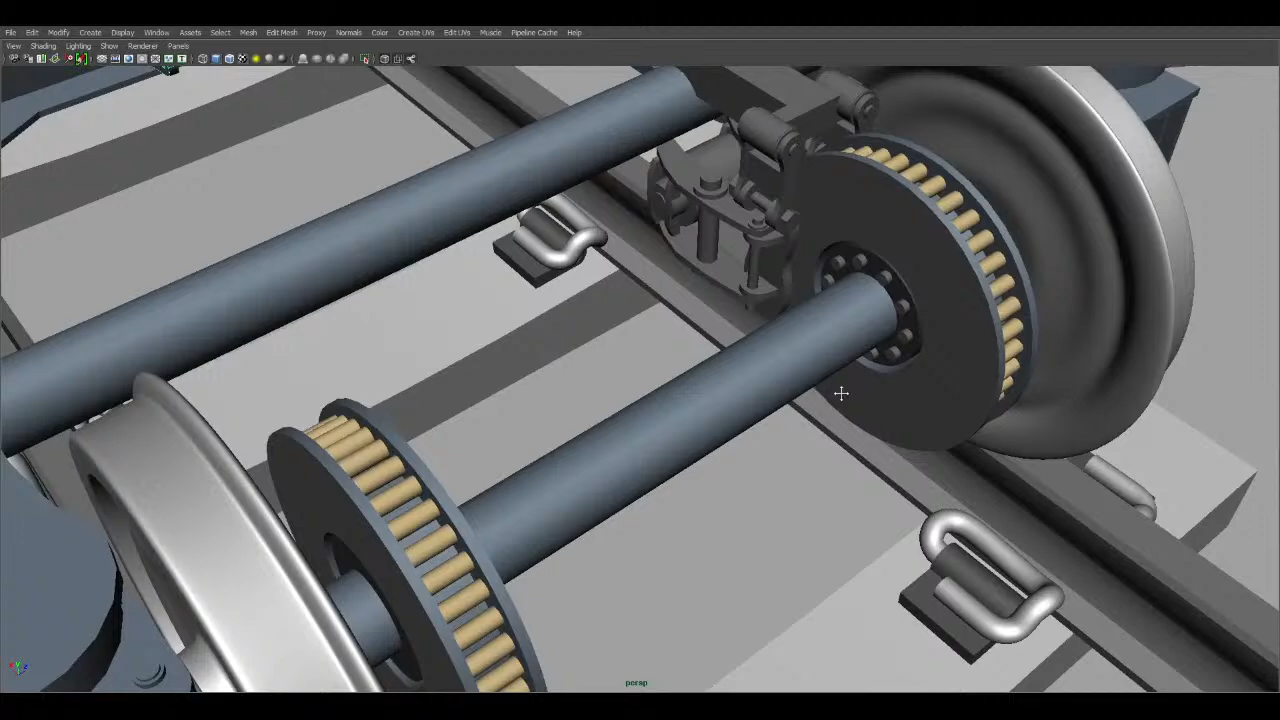 File Edit Modify Create Display Window Assets Select Mesh Edit Mesh Proxy Normals Color Create UVs Edit UVs Muscle Pipeline Cache Help
View Shading Lighting Show Renderer Panels
persp